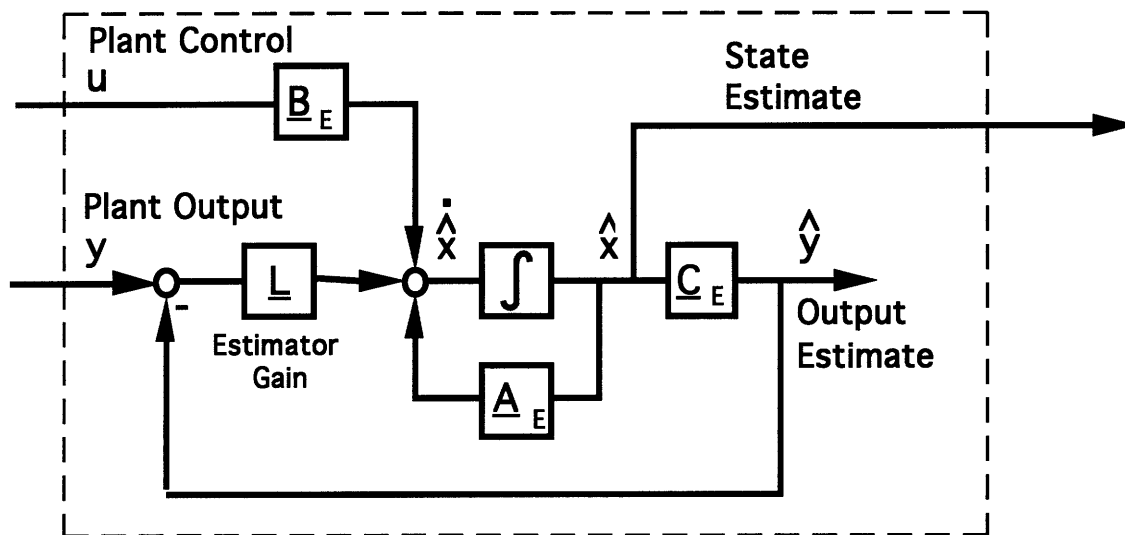 Plant Control
u
B E
State
Estimate
Plant Output
y
L
Estimator
Gain
-
ẋ̂
∫
x̂
C E
ŷ
Output
Estimate
A E